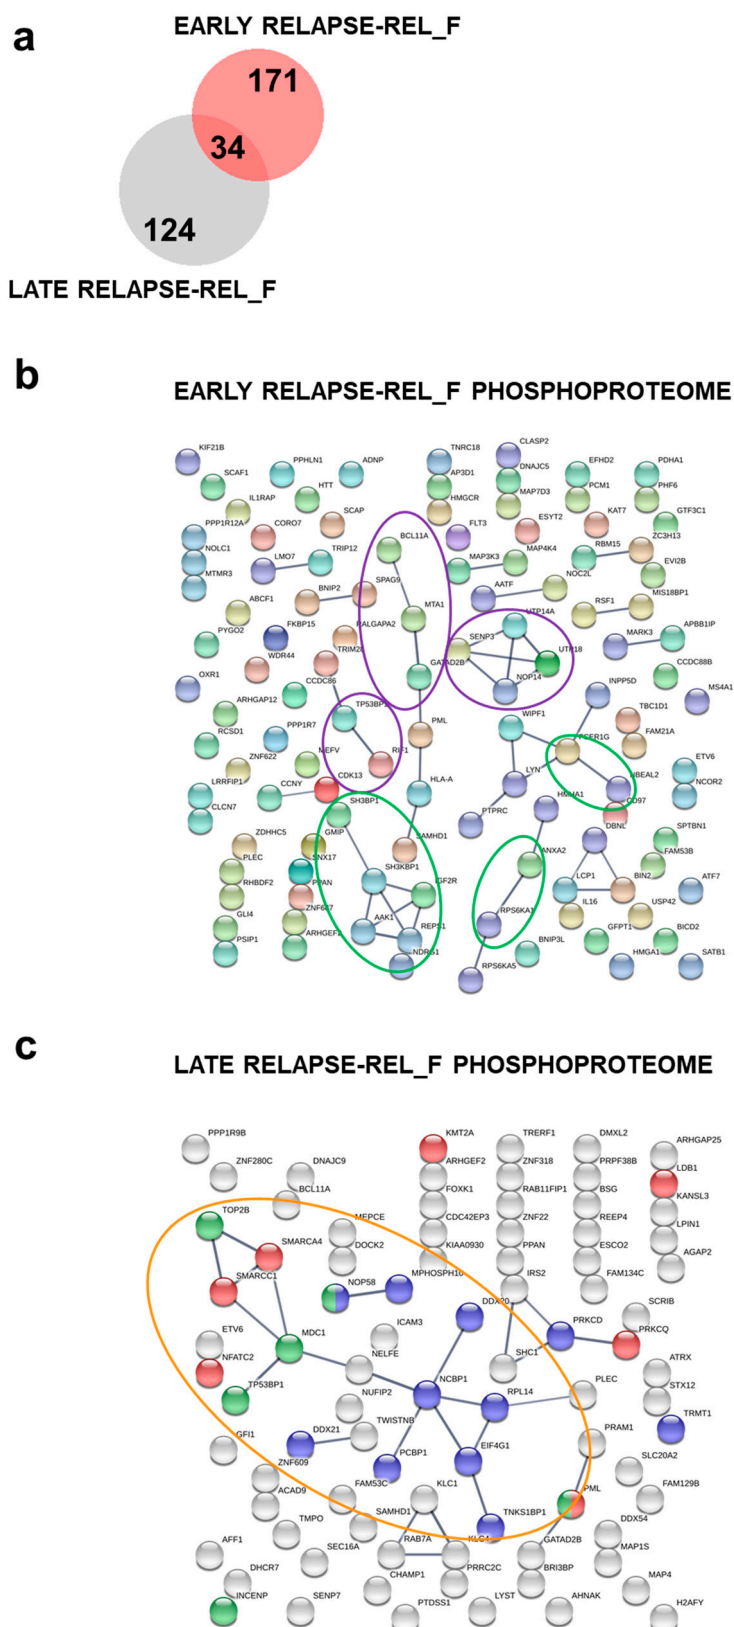 a
EARLY RELAPSE-REL_F
171
34
124
LATE RELAPSE-REL_F
b
EARLY RELAPSE-REL_F PHOSPHOPROTEOME
KIF21B
SCAF1
PPHLN1
ADNP
HTT
IL1RAP
TNRC18
AP3D1
HMGCR
CLASP2
DNAJC5
MAP7D3
EFHD2
PCM1
PDHA1
PHF6
GTF3C1
PPP1R12A
NOLC1
MTMR3
CORO7
SCAP
LMO7
TRIP12
BCL11A
FLT3
ESYT2
KAT7
MAP3K3
MAP4K4
RBM15
ZC3H13
EVI2B
BNIP2
SPAG9
MTA1
AATF
NOC2L
RSF1
MIS18BP1
ABCF1
PYGO2
FKBP15
RALGAPA2
UTP14A
SENP3
UTP18
NOP14
MARK3
APBB1IP
WDR44
TRIM28
GATAD2B
CCDC88B
OXR1
CCDC86
INPP5D
MS4A1
ARHGAP12
RCSD1
PPP1R7
TP53BP1
RIF1
PML
WIPF1
FCER1G
TBC1D1
FAM21A
ZNF622
MEFV
CDK13
LYN
NBEAL2
ETV6
NCOR2
LRRFIP1
CLCN7
CCNY
SH3BP1
HLA-A
HMHA1
CD97
PTPRC
DBNL
ZDHHC5
PLEC
RHBDF2
SNX17
PPAN
GMIP
SAMHD1
SH3KBP1
IGF2R
ANXA2
SPTBN1
FAM53B
LCP1
BIN2
ATF7
ZNF687
ARHGEF2
AAK1
REPS1
NDRG1
RPS6KA1
IL16
USP42
GLI4
PSIP1
BNIP3L
GFPT1
BICD2
RPS6KA5
HMGA1
SATB1
c
LATE RELAPSE-REL_F PHOSPHOPROTEOME
PPP1R9B
ZNF280C
DNAJC9
BCL11A
KMT2A
ARHGEF2
FOXK1
CDC42EP3
KIAA0930
TRERF1
ZNF318
RAB11FIP1
ZNF22
PPAN
DMXL2
PRPF38B
BSG
REEP4
ESCO2
FAM134C
ARHGAP25
LDB1
KANSL3
LPIN1
AGAP2
TOP2B
SMARCA4
SMARCC1
MEPCE
DOCK2
NOP58
MPHOSPH10
IRS2
DDX20
PRKCD
SCRIB
PRKCQ
ETV6
NFATC2
MDC1
ICAM3
NELFE
SHC1
TP53BP1
NCBP1
RPL14
PLEC
ATRX
STX12
TRMT1
NUFIP2
TWISTNB
GFI1
DDX21
PCBP1
EIF4G1
PRAM1
ZNF609
ACAD9
FAM53C
KLC1
SLC20A2
FAM129B
PML
TMPO
SAMHD1
TNKS1BP1
AFF1
SEC16A
RAB7A
KLC4
GATAD2B
DDX54
MAP1S
DHCR7
INCENP
CHAMP1
PRRC2C
BRI3BP
MAP4
SENP7
PTDSS1
LYST
AHNAK
H2AFY